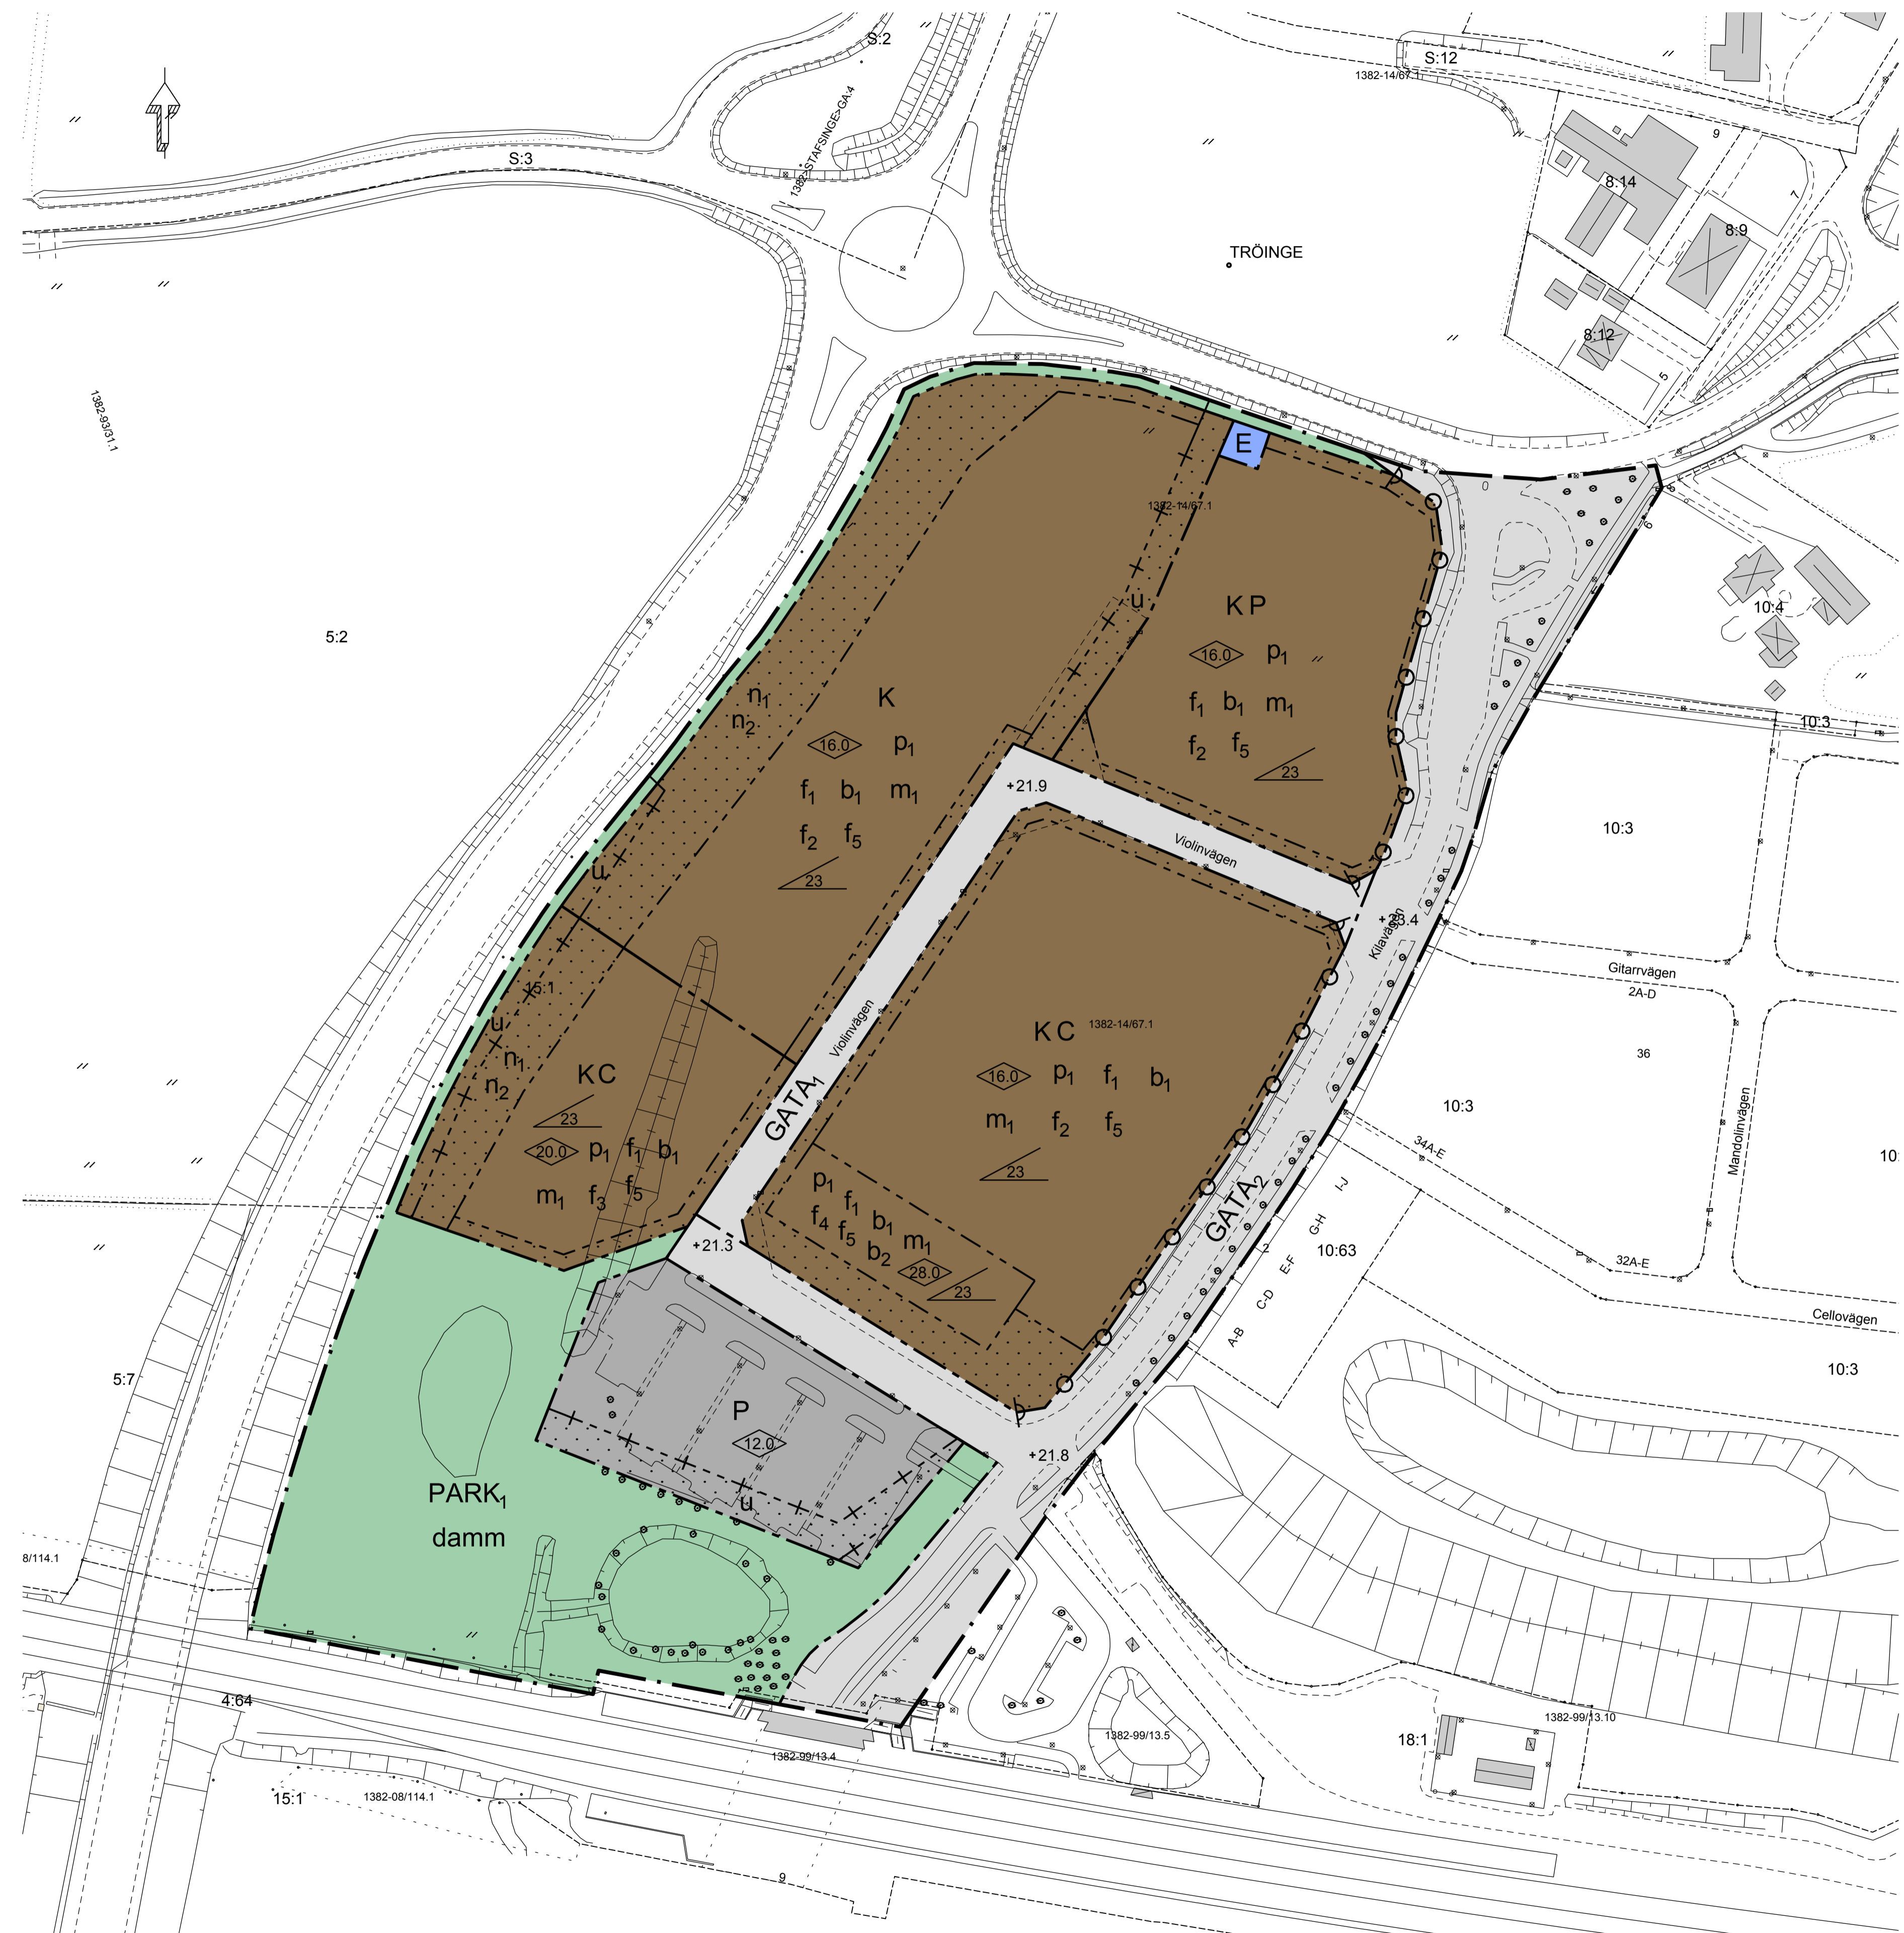 S:2
S:12
1382-14/67.1
1382>STAFSINGE>GA:4
9
S:3
8:14
7
8:9
TRÖINGE
8:12
5
1382-93/31.1
E
1382-14/67.1
6
u
K P
10:4
5:2
16.0 p1
n1
n2
K
f1 b1 m1
10:3
f2 f5
23
16.0 p1
f1 b1 m1
+21.9
f2 f5
23
10:3
Violinvägen
u
+23.4
Kilavägen
Gitarrvägen
2A-D
15:1
u
Violinvägen
K C
1382-14/67.1
36
n1
n2
K C
23
16.0 p1 f1 b1
GATA1
m1 f2 f5
10:3
Mandolinvägen
20.0 p1 f1 b1
34A-E
10:
23
m1 f3 f5
p1
f1
f4
b1
f5
m1
b2
28.0
23
I-J
GATA2
G-H
2
10:63
E-F
32A-E
+21.3
C-D
Cellovägen
A-B
5:7
10:3
P
12.0
+21.8
PARK1
damm
u
8/114.1
4:64
18:1
1382-99/13.10
1382-99/13.5
1382-99/13.4
15:1
1382-08/114.1
9